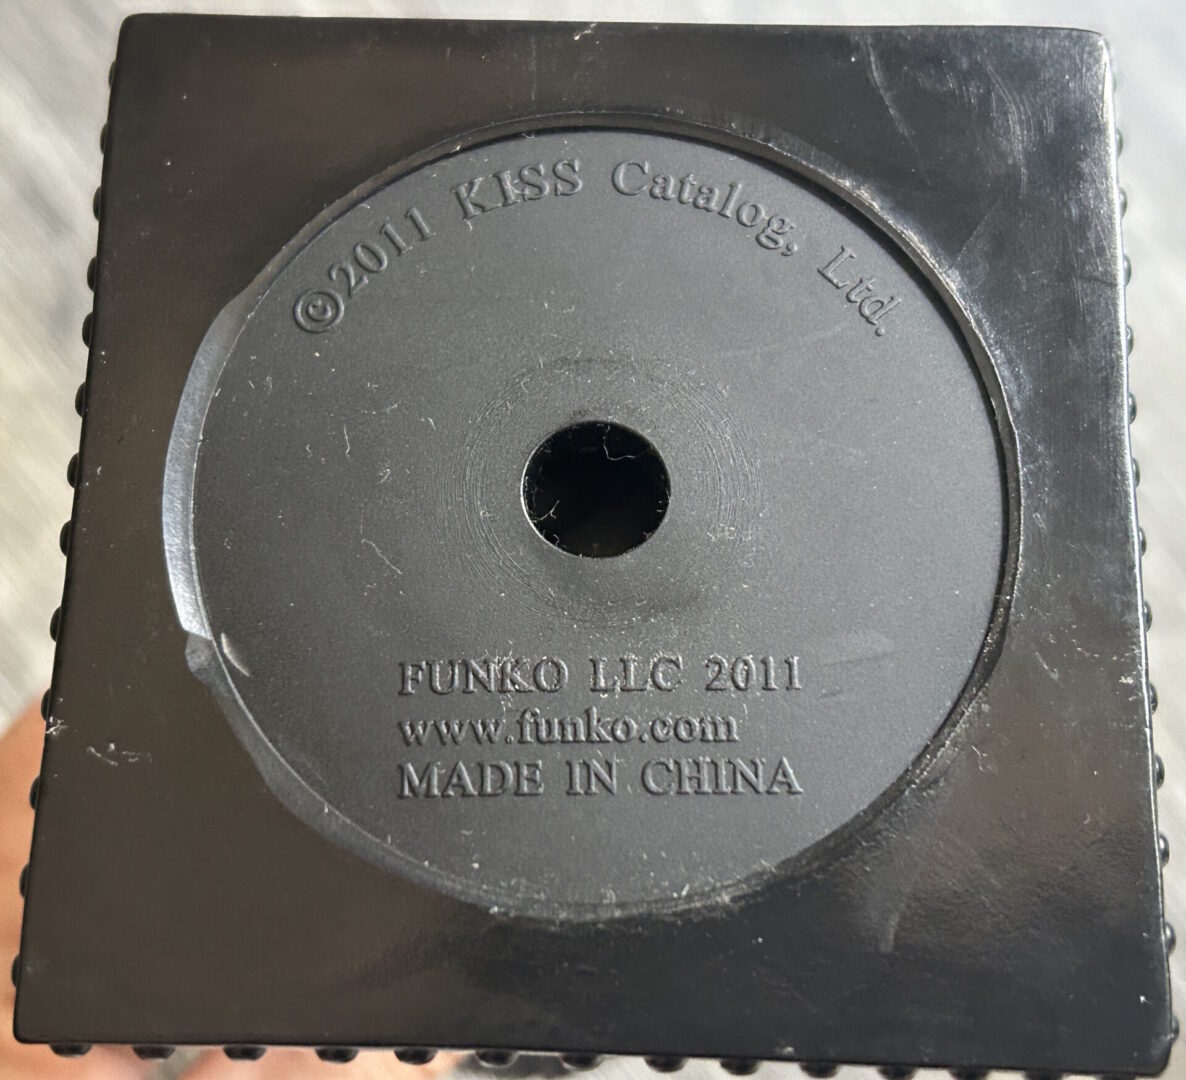 ©2011 KISS Catalog, Ltd.
FUNKO LLC 2011
www.funko.com
MADE IN CHINA